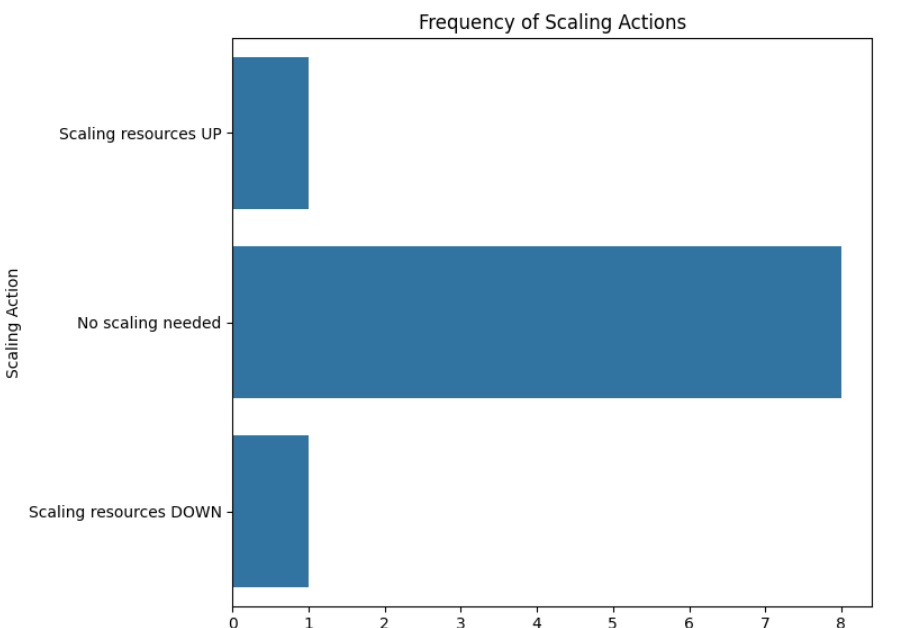 Frequency of Scaling Actions
Scaling Action
Scaling resources UP
No scaling needed
Scaling resources DOWN
0 1 2 3 4 5 6 7 8